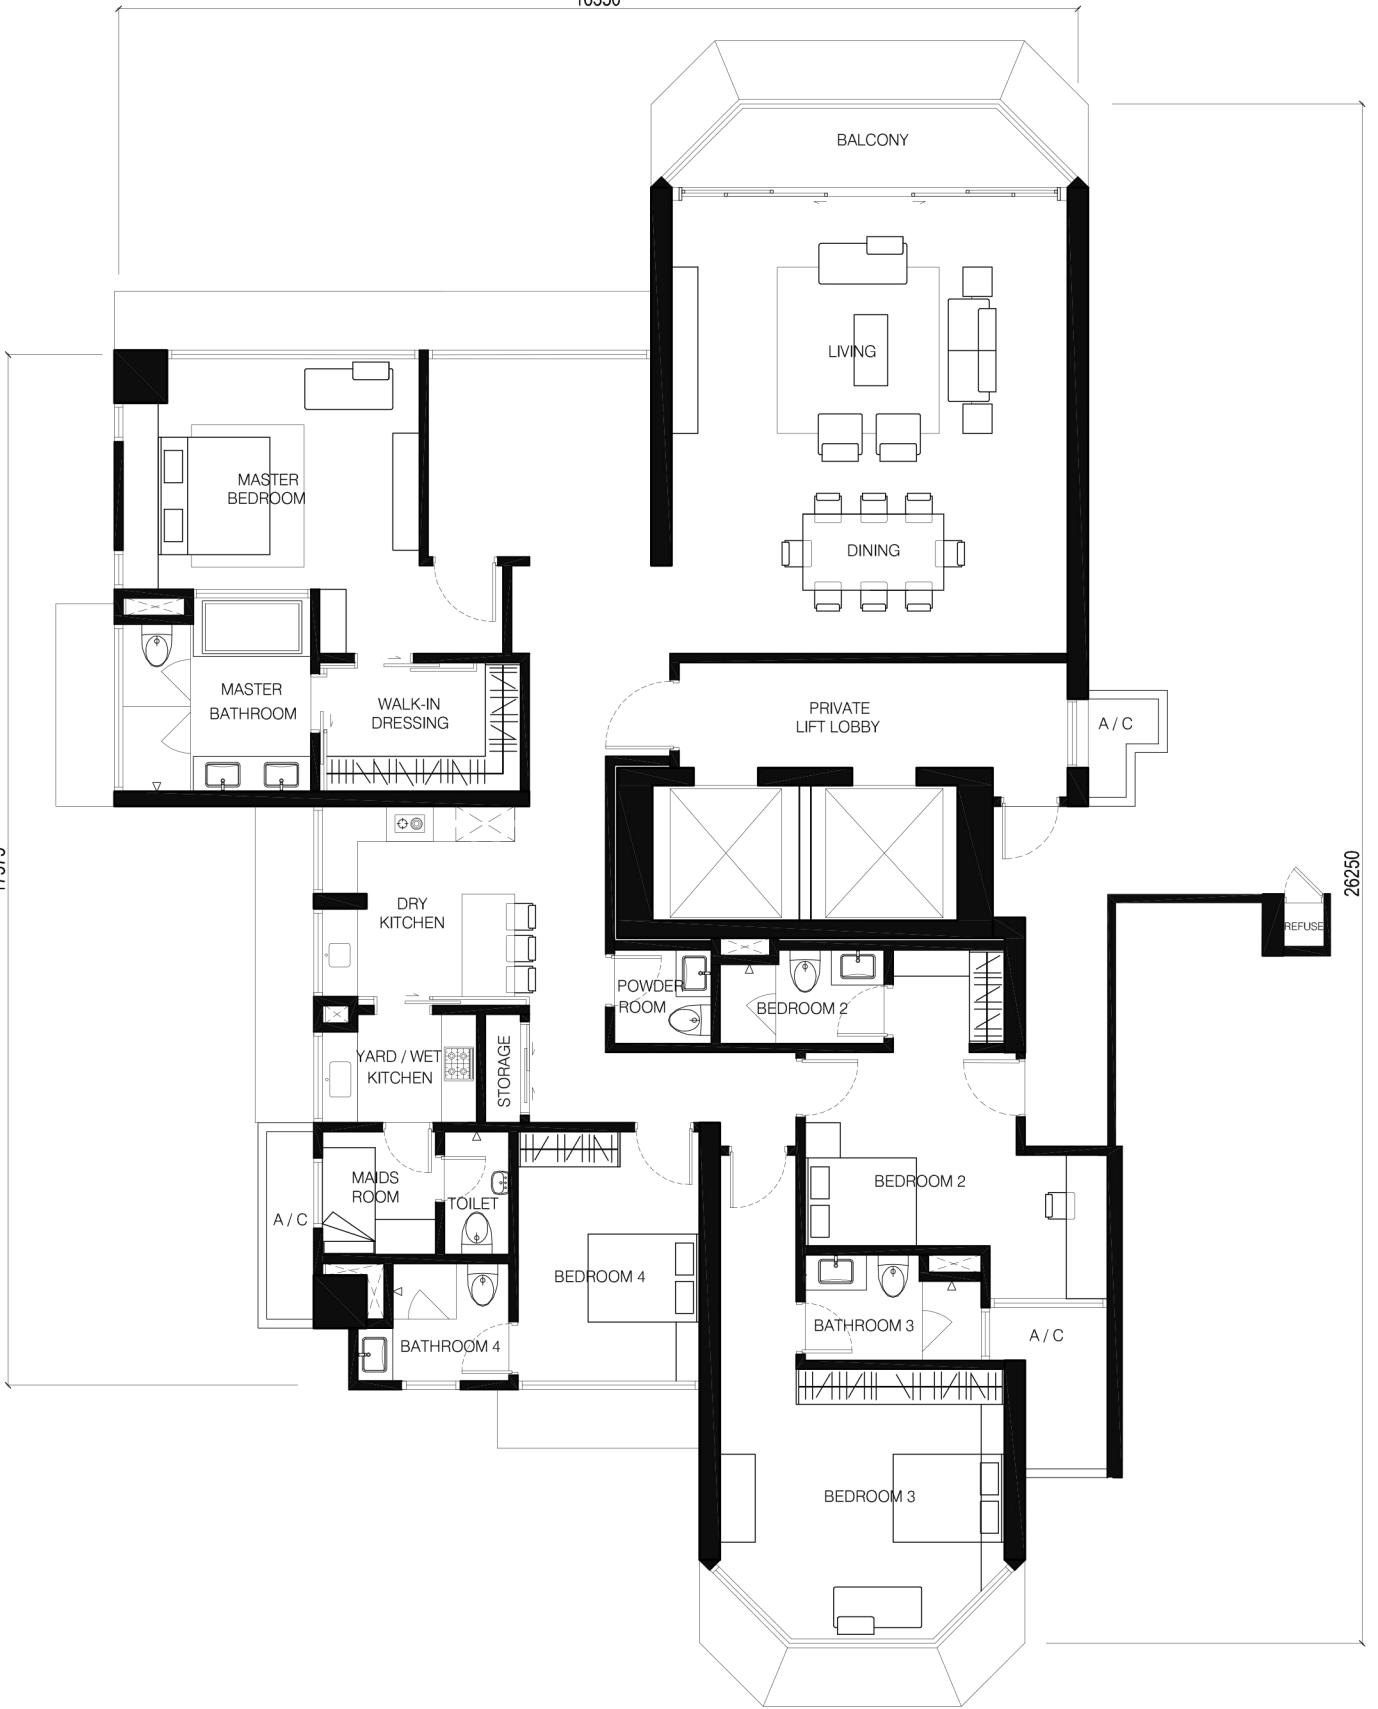 BALCONY
LIVING
MASTER
BEDROOM
DINING
MASTER
BATHROOM
WALK-IN
DRESSING
PRIVATE
LIFT LOBBY
A / C
26250
DRY
KITCHEN
REFUSE
POWDER
ROOM
BEDROOM 2
YARD / WET
KITCHEN
STORAGE
MAIDS
ROOM
TOILET
BEDROOM 2
A / C
BEDROOM 4
BATHROOM 3
A / C
BATHROOM 4
BEDROOM 3